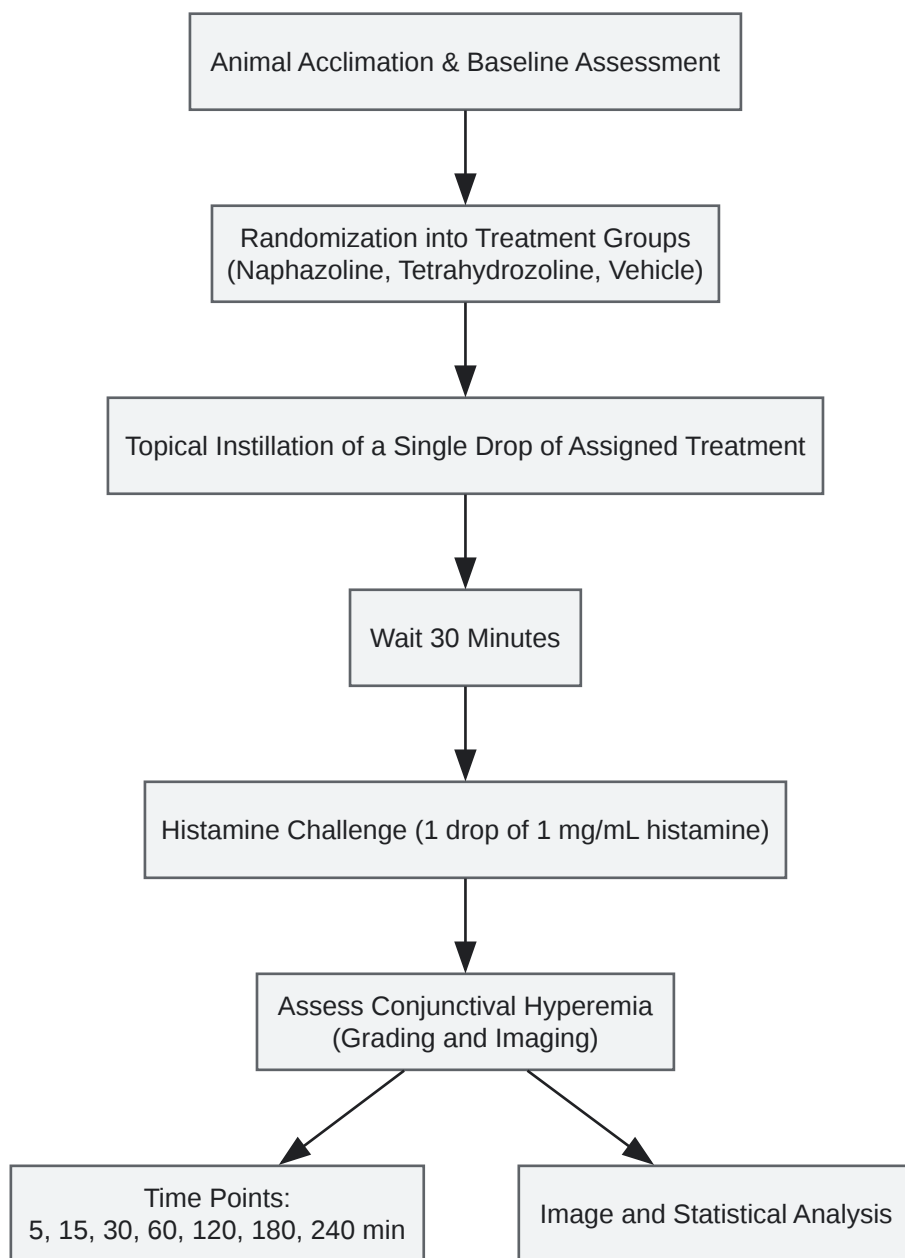 Animal Acclimation & Baseline Assessment
Randomization into Treatment Groups
(Naphazoline, Tetrahydrozoline, Vehicle)
Topical Instillation of a Single Drop of Assigned Treatment
Wait 30 Minutes
Histamine Challenge (1 drop of 1 mg/mL histamine)
Assess Conjunctival Hyperemia
(Grading and Imaging)
Time Points:
5, 15, 30, 60, 120, 180, 240 min
Image and Statistical Analysis